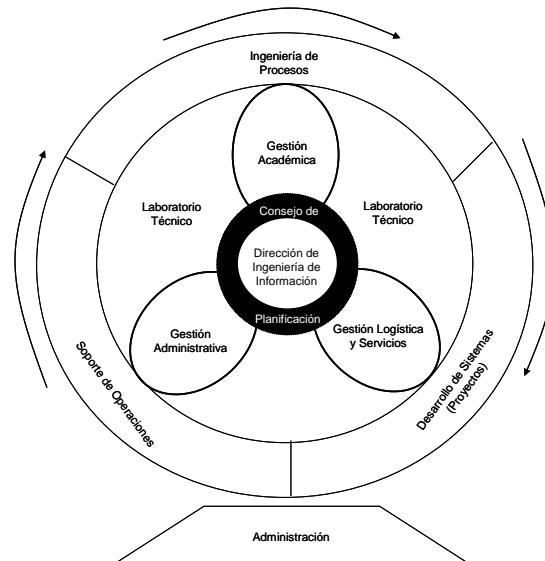 Ingeniería de
Procesos
Gestión
Académica
Laboratorio
Técnico
Laboratorio
Técnico
Consejo de
Dirección de
Ingeniería de
Información
Planificación
Gestión
Administrativa
Gestión Logística
y Servicios
Soporte de Operaciones
Desarrollo de Sistemas
(Proyectos)
Administración